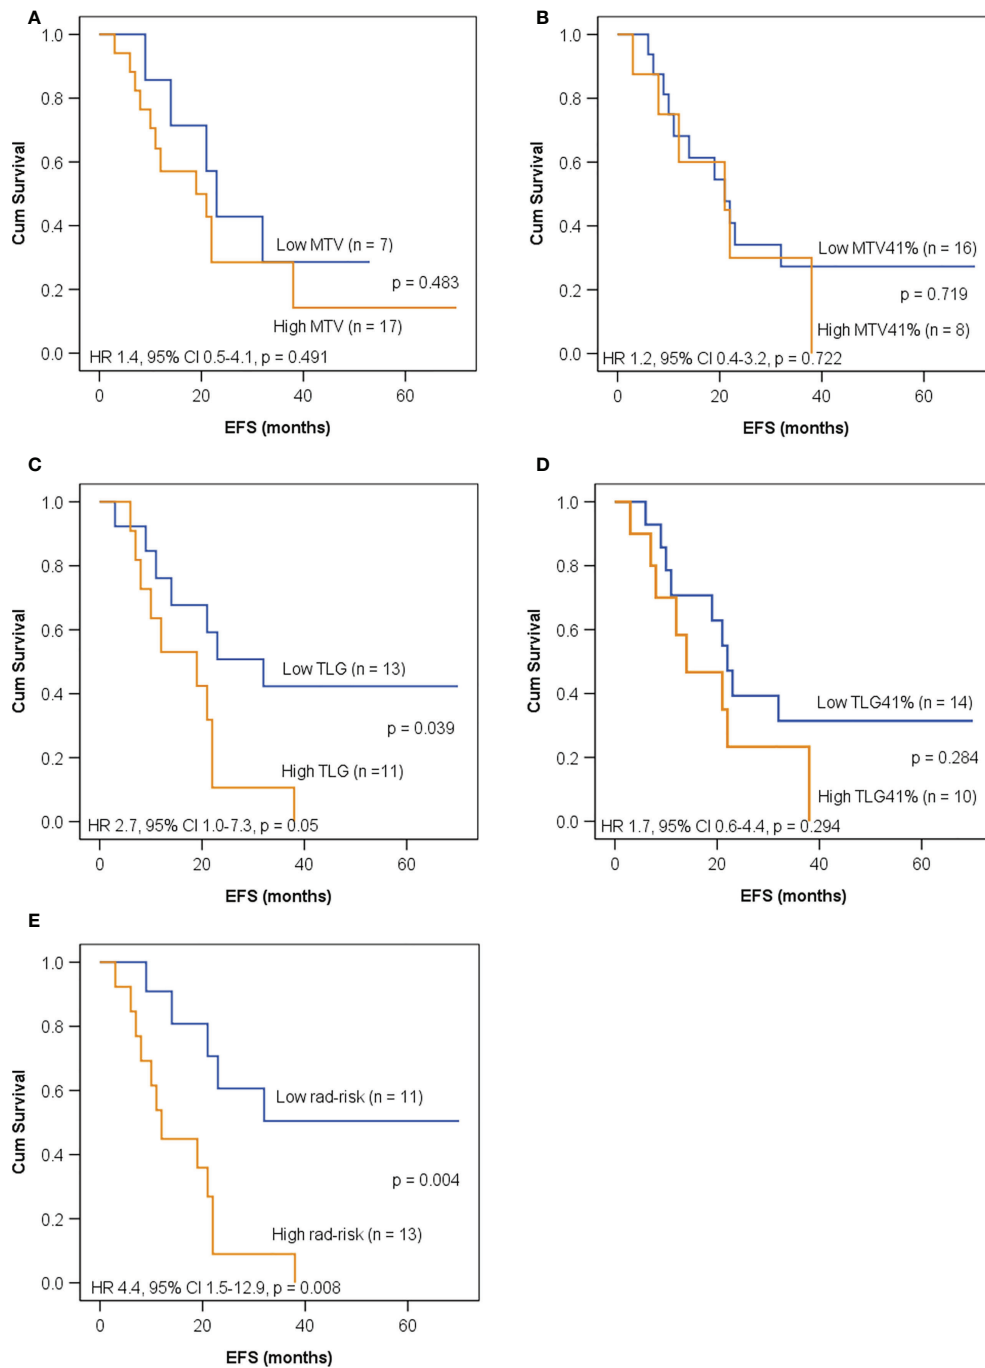 A
1.0
0.8
0.6
0.4
0.2
0.0
Cum Survival
Low MTV (n = 7)
p = 0.483
High MTV (n = 17)
HR 1.4, 95% CI 0.5-4.1, p = 0.491
0 20 40 60
EFS (months)
B
1.0
0.8
0.6
0.4
0.2
0.0
Cum Survival
Low MTV41% (n = 16)
p = 0.719
High MTV41% (n = 8)
HR 1.2, 95% CI 0.4-3.2, p = 0.722
0 20 40 60
EFS (months)
C
1.0
0.8
0.6
0.4
0.2
0.0
Cum Survival
Low TLG (n = 13)
p = 0.039
High TLG (n =11)
HR 2.7, 95% CI 1.0-7.3, p = 0.05
0 20 40 60
EFS (months)
D
1.0
0.8
0.6
0.4
0.2
0.0
Cum Survival
Low TLG41% (n = 14)
p = 0.284
High TLG41% (n = 10)
HR 1.7, 95% CI 0.6-4.4, p = 0.294
0 20 40 60
EFS (months)
E
1.0
0.8
0.6
0.4
0.2
0.0
Cum Survival
Low rad-risk (n = 11)
p = 0.004
High rad-risk (n = 13)
HR 4.4, 95% CI 1.5-12.9, p = 0.008
0 20 40 60
EFS (months)